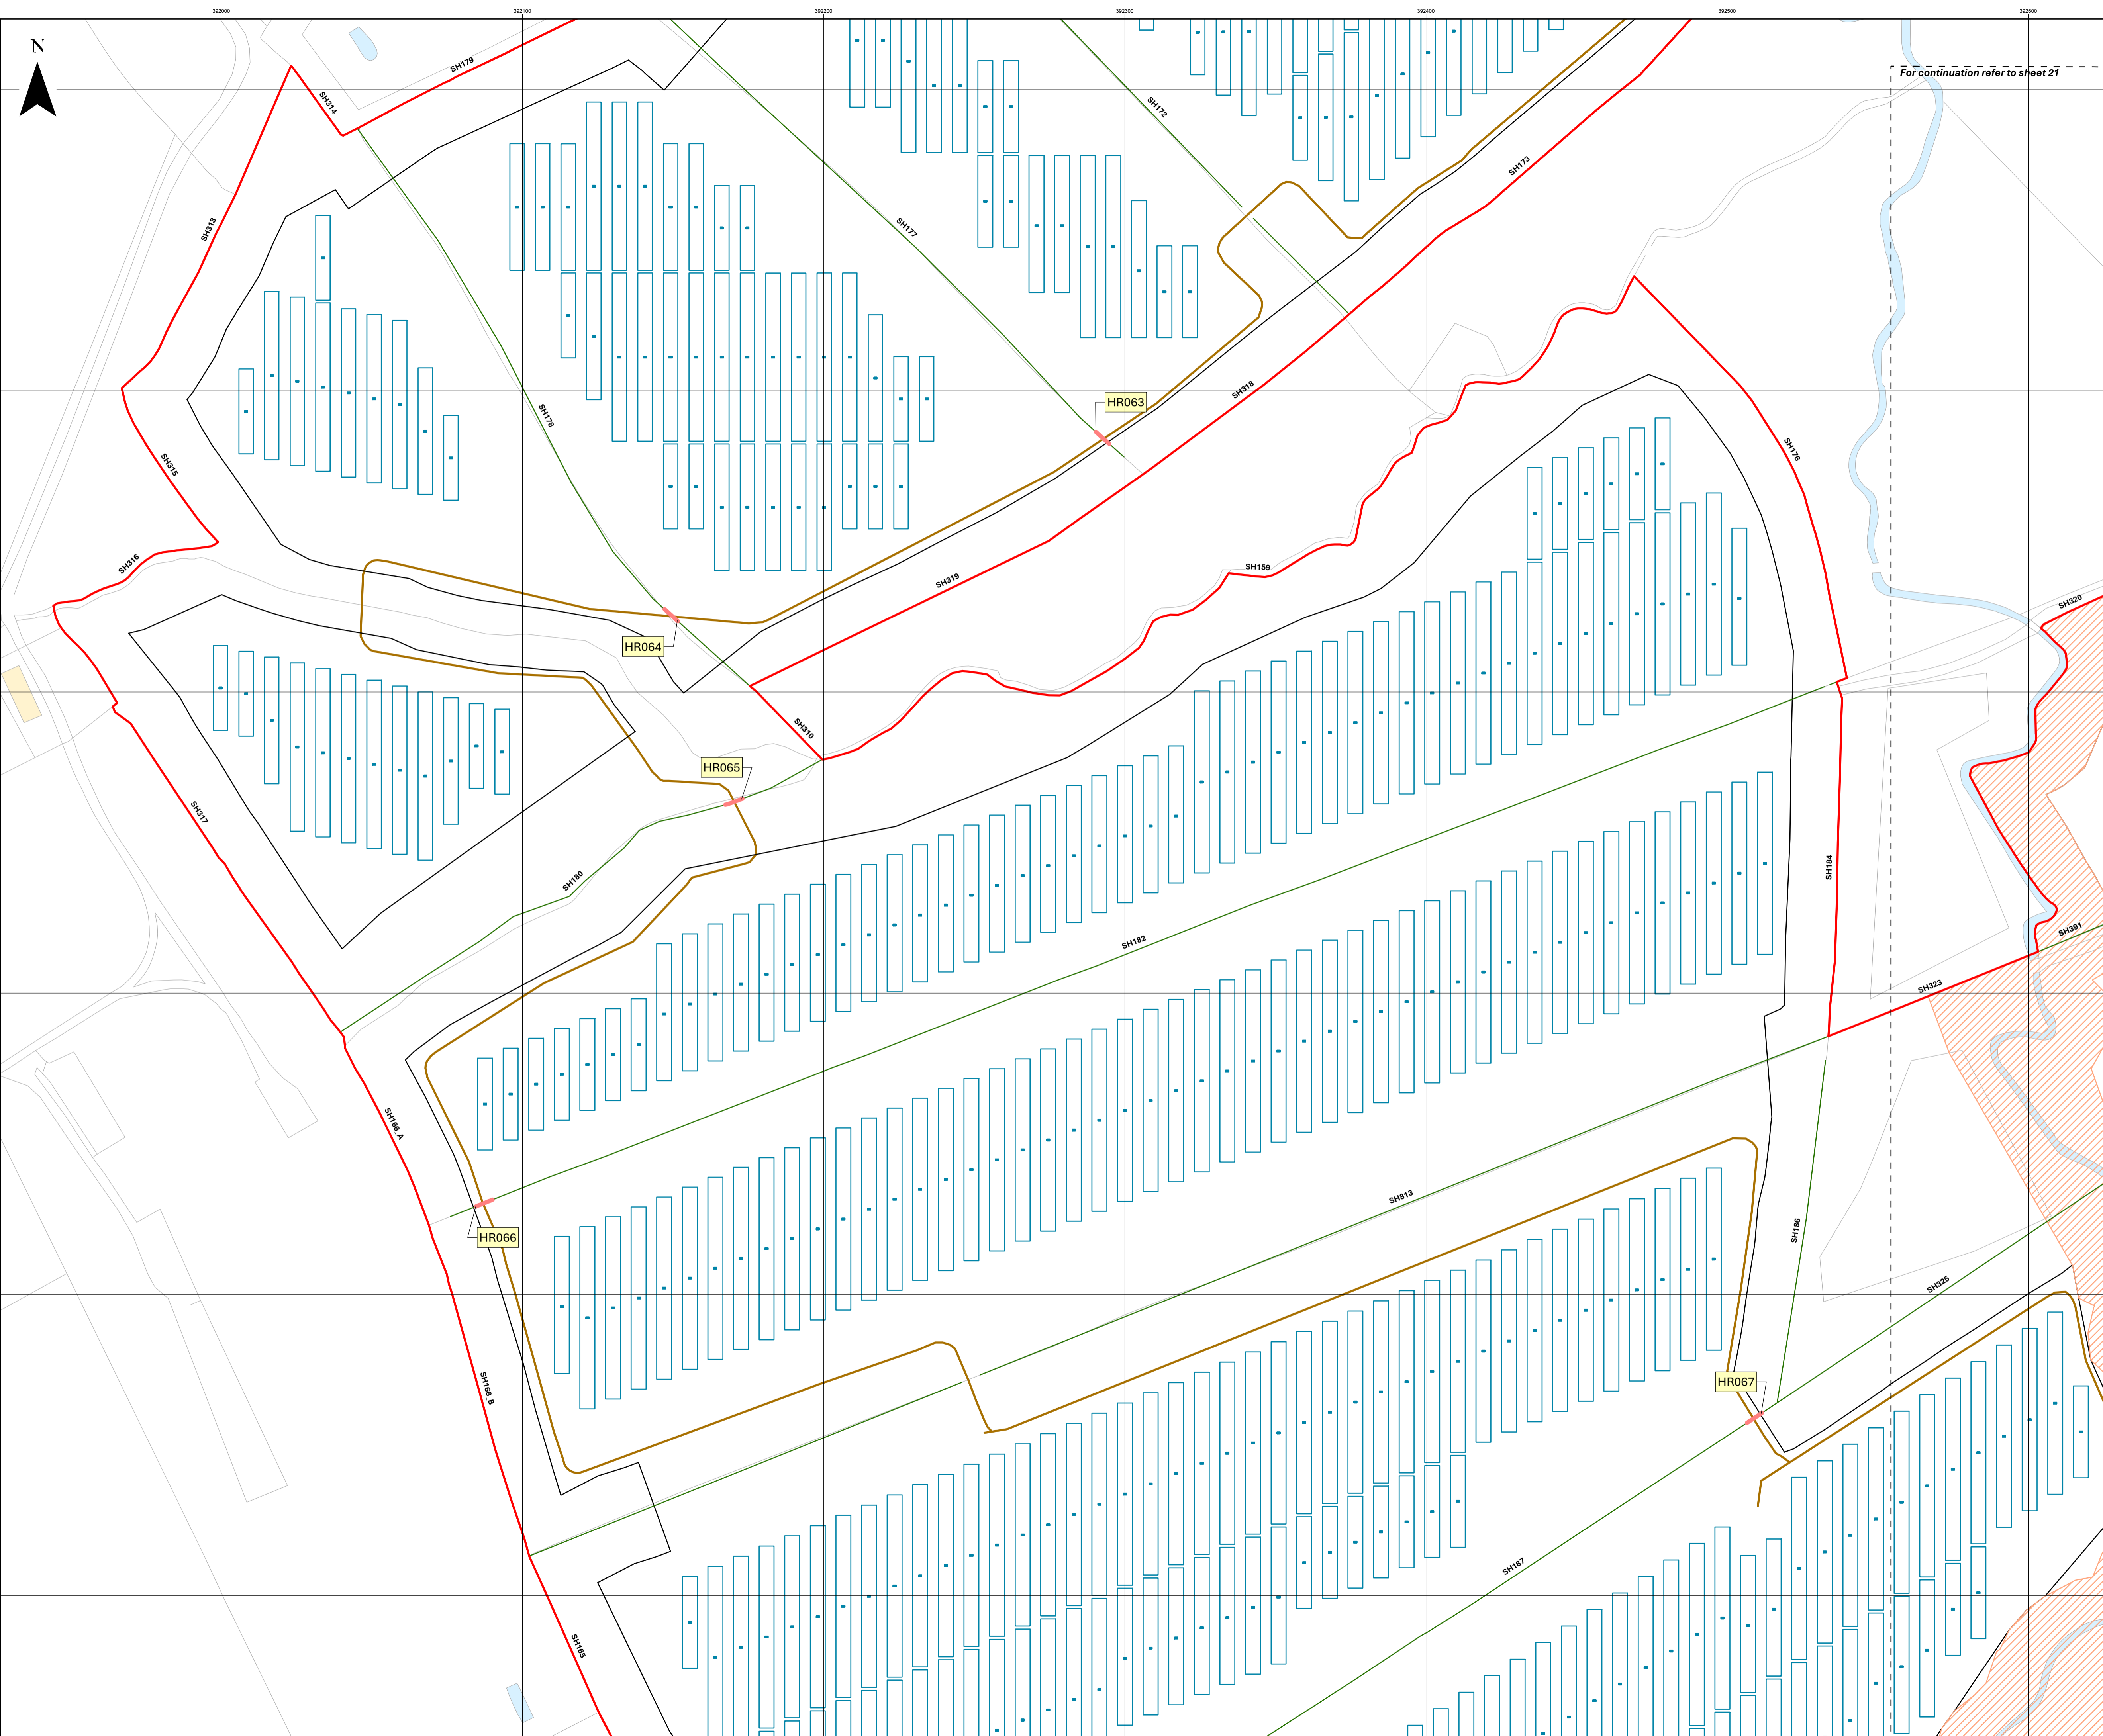 392000
392100
392200
392300
392400
392500
392600
N
For continuation refer to sheet 21
SH179
SH314
SH172
SH173
SH313
SH177
SH318
HR063
SH178
SH176
SH315
SH316
SH159
SH319
SH320
HR064
SH310
HR065
SH317
SH184
SH180
SH182
SH391
SH323
SH166_A
SH813
SH186
HR066
SH325
HR067
SH166_B
SH187
SH165